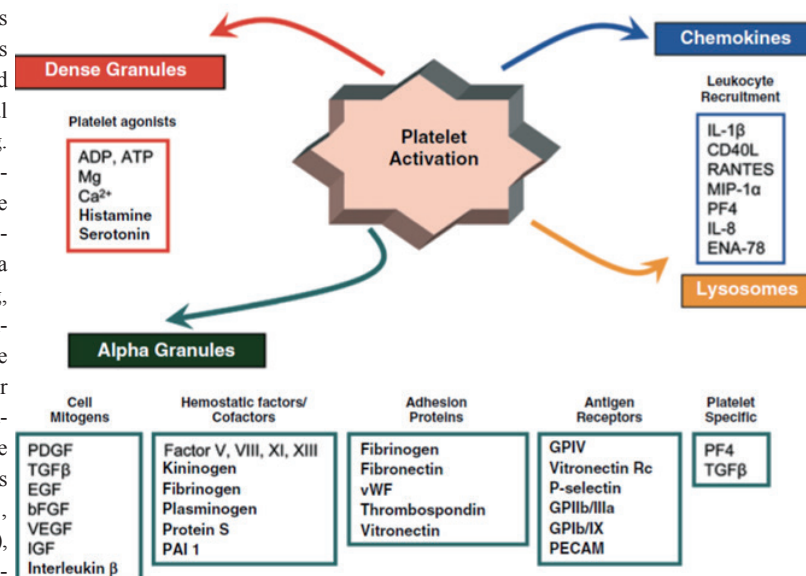 Dense Granules
Platelet agonists
ADP, ATP
Mg
Ca²⁺
Histamine
Serotonin
Platelet
Activation
Chemokines
Leukocyte
Recruitment
IL-1β
CD40L
RANTES
MIP-1α
PF4
IL-8
ENA-78
Lysosomes
Alpha Granules
Cell
Mitogens
PDGF
TGFβ
EGF
bFGF
VEGF
IGF
Interleukin β
Hemostatic factors/
Cofactors
Factor V, VIII, XI, XIII
Kininogen
Fibrinogen
Plasminogen
Protein S
PAI 1
Adhesion
Proteins
Fibrinogen
Fibronectin
vWF
Thrombospondin
Vitronectin
Antigen
Receptors
GPIV
Vitronectin Rc
P-selectin
GPIIb/IIIa
GPIb/IX
PECAM
Platelet
Specific
PF4
TGFβ